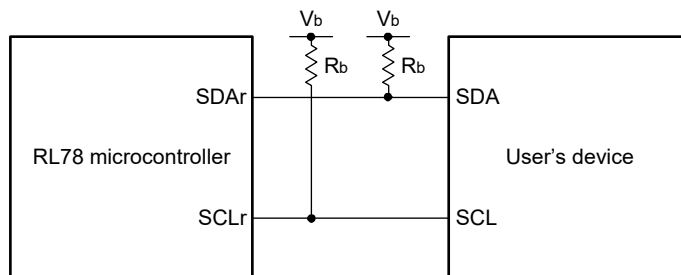 Vb Vb
Rb Rb
SDAr SDA
RL78 microcontroller User’s device
SCLr SCL